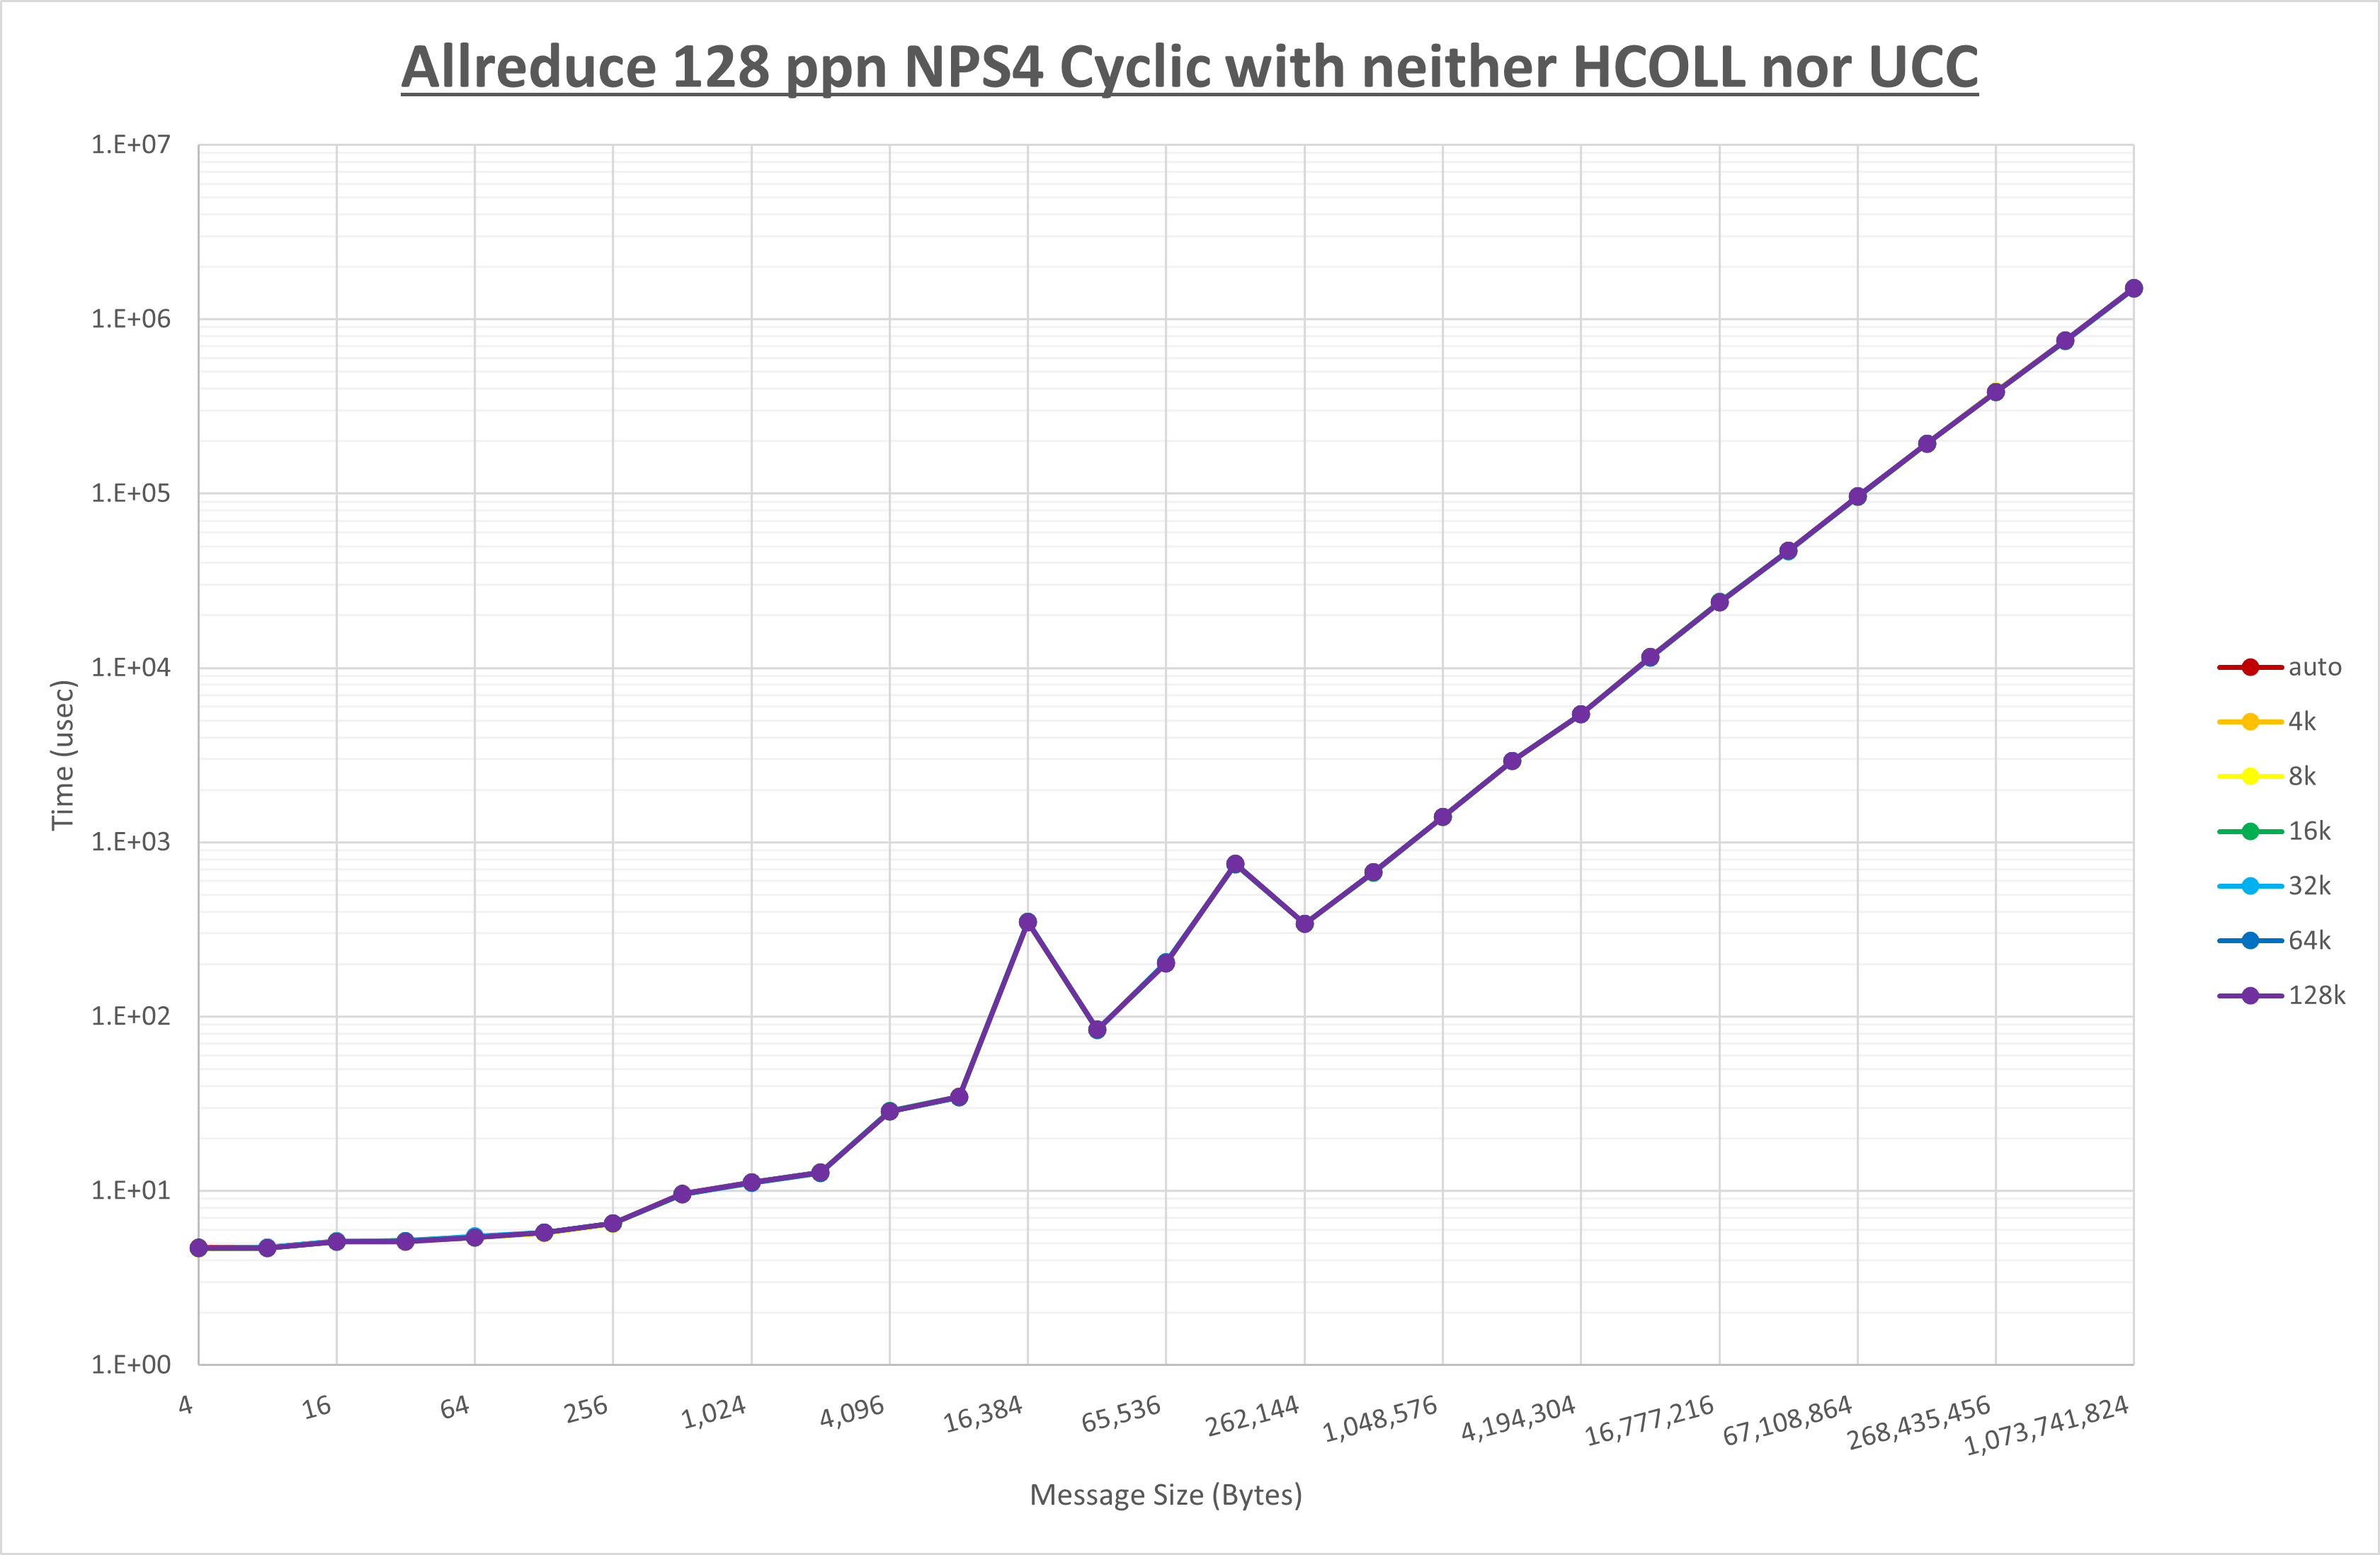 Allreduce 128 ppn NPS4 Cyclic with neither HCOLL nor UCC
1.E+07
1.E+06
1.E+05
1.E+04
1.E+03
1.E+02
1.E+01
1.E+00
Time (usec)
4
16
64
256
1,024
4,096
16,384
65,536
262,144
1,048,576
4,194,304
16,777,216
67,108,864
268,435,456
1,073,741,824
Message Size (Bytes)
auto
4k
8k
16k
32k
64k
128k